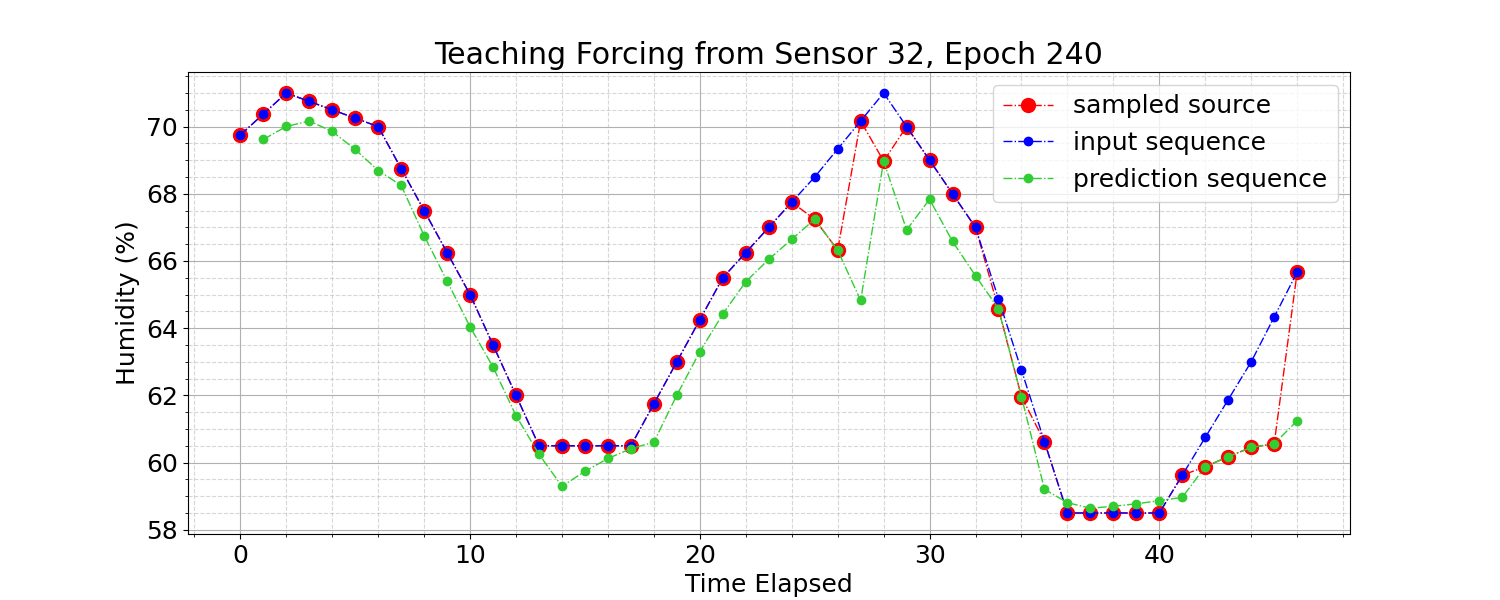 Teaching Forcing from Sensor 32, Epoch 240
sampled source
input sequence
prediction sequence
Humidity (%)
70
68
66
64
62
60
58
0 10 20 30 40
Time Elapsed